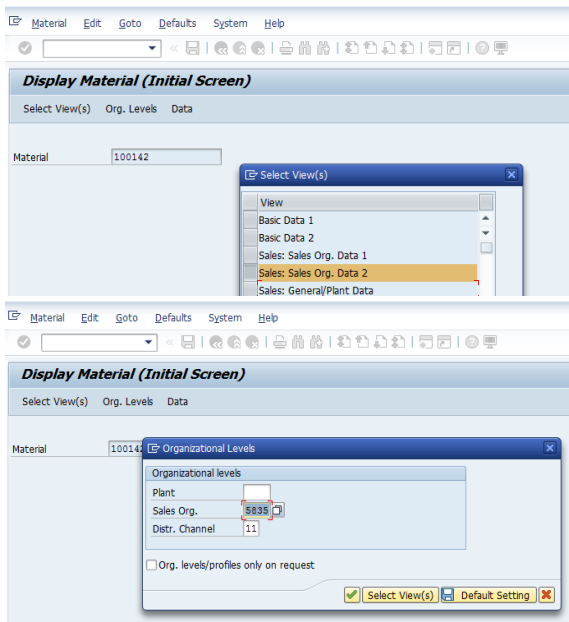 Material Edit Goto Defaults System Help
Display Material (Initial Screen)
Select View(s) Org. Levels Data
Material 100142
Select View(s)
View
Basic Data 1
Basic Data 2
Sales: Sales Org. Data 1
Sales: Sales Org. Data 2
Sales: General/Plant Data
Material Edit Goto Defaults System Help
Display Material (Initial Screen)
Select View(s) Org. Levels Data
Material 10014
Organizational Levels
Organizational levels
Plant
Sales Org. 5835
Distr. Channel 11
Org. levels/profiles only on request
Select View(s) Default Setting